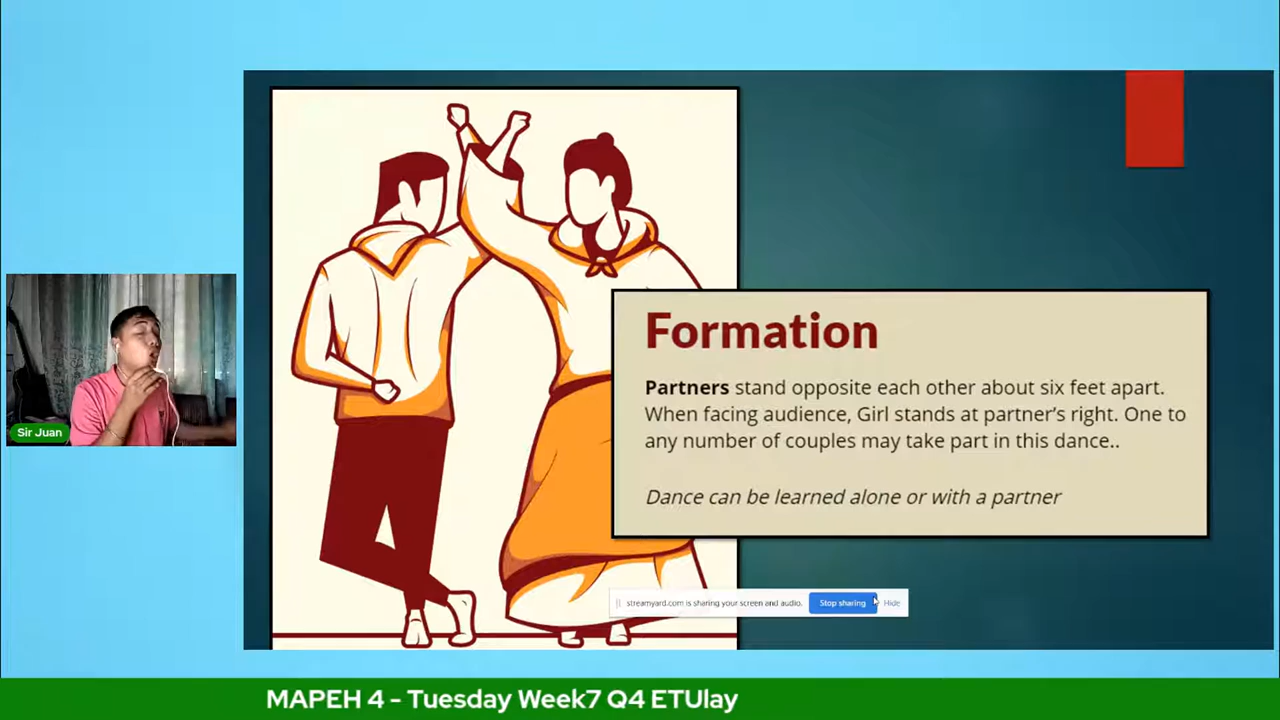 Formation
Partners stand opposite each other about six feet apart.
When facing audience, Girl stands at partner's right. One to
any number of couples may take part in this dance..
Dance can be learned alone or with a partner
Sir Juan
streamyard.com is sharing your screen and audio. Stop sharing Hide
MAPEH 4 - Tuesday Week7 Q4 ETUlay